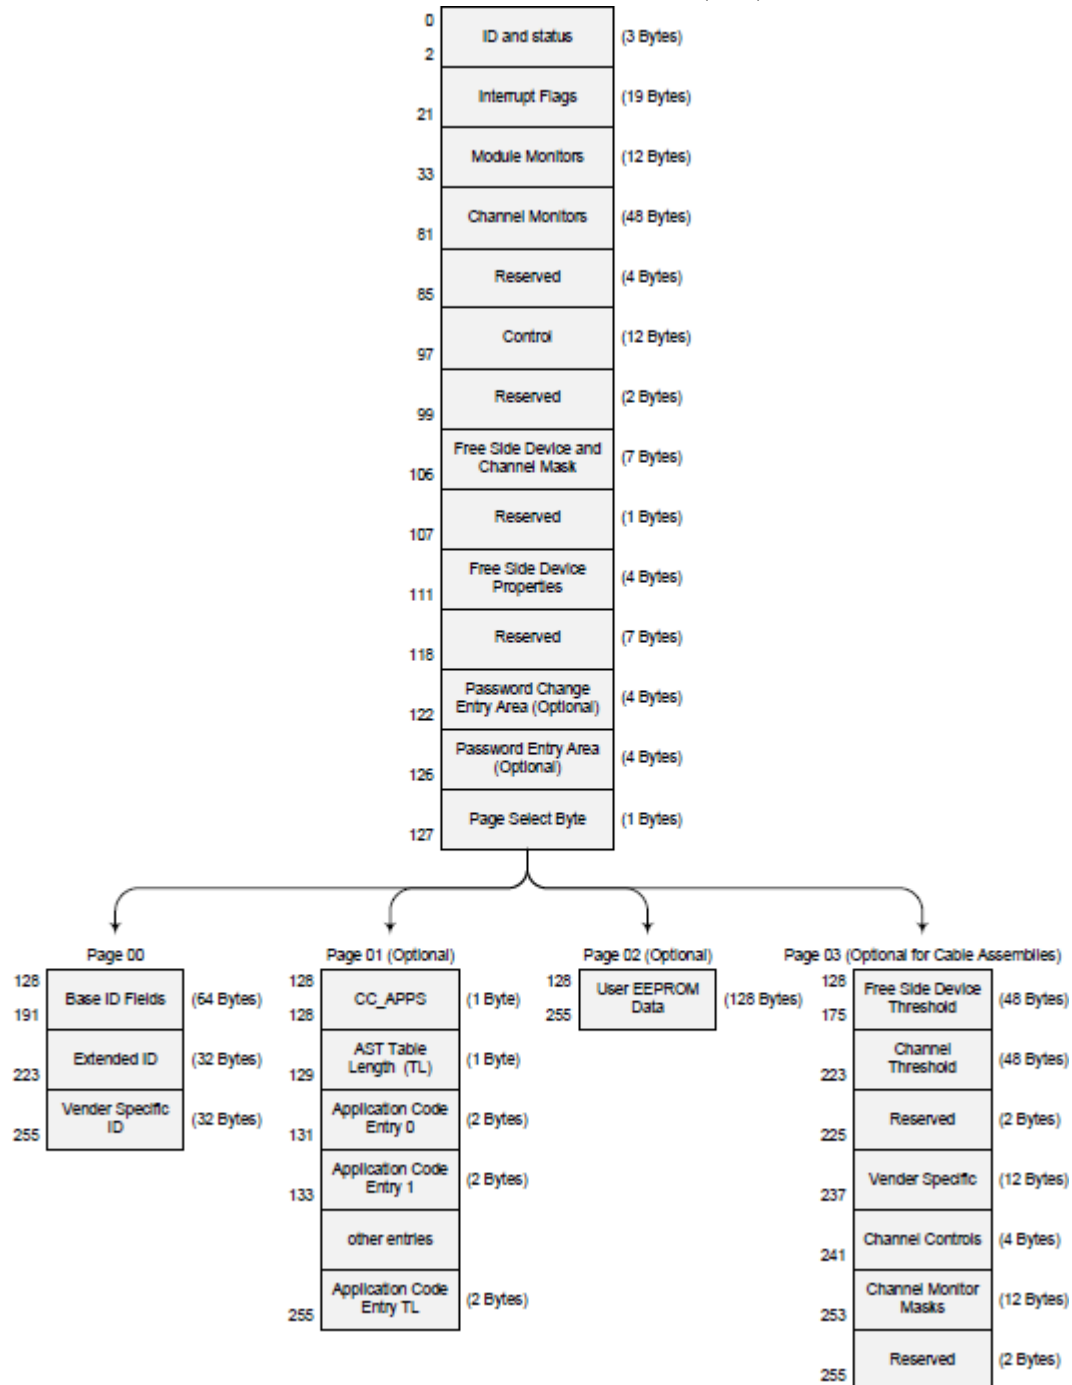 0
ID and status (3 Bytes)
2
Interrupt Flags (19 Bytes)
21
Module Monitors (12 Bytes)
33
Channel Monitors (48 Bytes)
81
Reserved (4 Bytes)
85
Control (12 Bytes)
97
Reserved (2 Bytes)
99
Free Side Device and
Channel Mask (7 Bytes)
106
Reserved (1 Bytes)
107
Free Side Device
Properties (4 Bytes)
111
Reserved (7 Bytes)
118
Password Change
Entry Area (Optional) (4 Bytes)
122
Password Entry Area
(Optional) (4 Bytes)
126
Page Select Byte (1 Bytes)
127
Page 00
128
Base ID Fields (64 Bytes)
191
Extended ID (32 Bytes)
223
Vender Specific
ID (32 Bytes)
255
Page 01 (Optional)
128
CC_APPS (1 Byte)
128
AST Table
Length (TL) (1 Byte)
129
Application Code
Entry 0 (2 Bytes)
131
Application Code
Entry 1 (2 Bytes)
133
other entries
Application Code
Entry TL (2 Bytes)
255
Page 02 (Optional)
128
User EEPROM
Data (128 Bytes)
255
Page 03 (Optional for Cable Assemblies)
128
Free Side Device
Threshold (48 Bytes)
175
Channel
Threshold (48 Bytes)
223
Reserved (2 Bytes)
225
Vender Specific (12 Bytes)
237
Channel Controls (4 Bytes)
241
Channel Monitor
Masks (12 Bytes)
253
Reserved (2 Bytes)
255